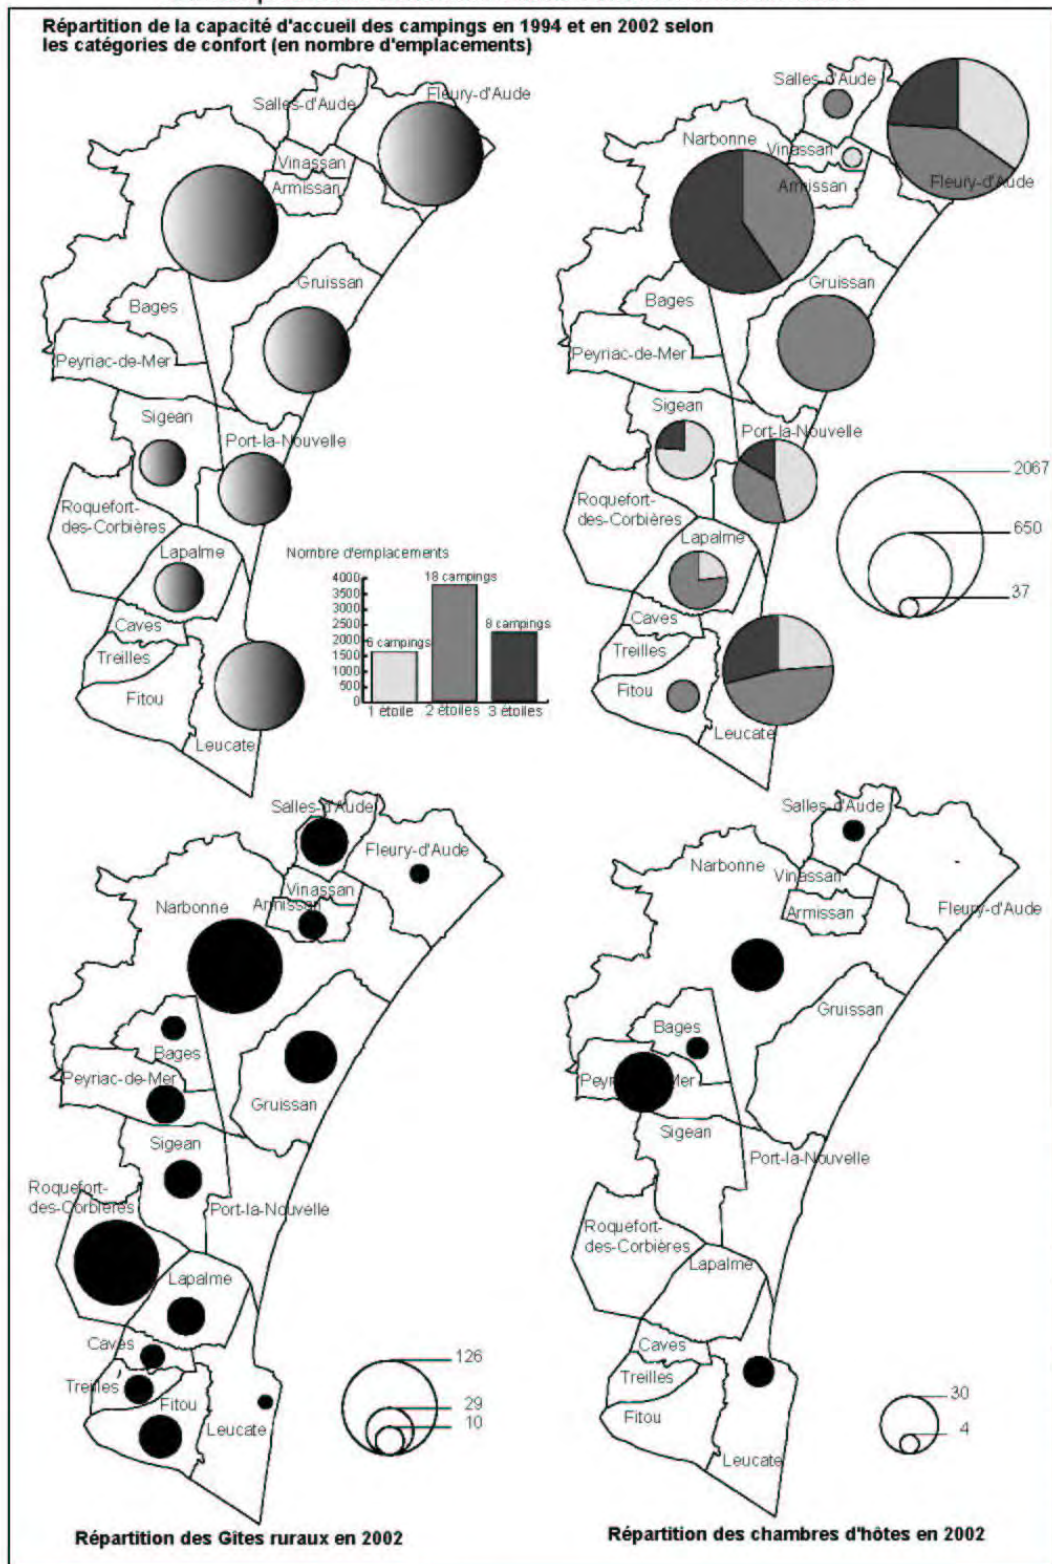 Répartition de la capacité d'accueil des campings en 1994 et en 2002 selon
les catégories de confort (en nombre d'emplacements)
Salles-d'Aude
Fleury-d'Aude
Vinassan
Armissan
Gruissan
Bages
Peyriac-de-Mer
Sigean
Port-la-Nouvelle
Roquefort-
des-Corbières
Lapalme
Caves
Treilles
Fitou
Leucate
Nombre d'emplacements
4000
3500
3000
2500
2000
1500
1000
500
0
6 campings
18 campings
8 campings
1 étoile
2 étoiles
3 étoiles
Salles-d'Aude
Narbonne
Vinassan
Armissan
Fleury-d'Aude
Gruissan
Bages
Peyriac-de-Mer
Sigean
Port-la-Nouvelle
Roquefort-
des-Corbières
Lapalme
Caves
Treilles
Fitou
Leucate
2067
650
37
Salles-d'Aude
Fleury-d'Aude
Vinassan
Armissan
Narbonne
Bages
Peyriac-de-Mer
Gruissan
Sigean
Roquefort-
des-Corbières
Port-la-Nouvelle
Lapalme
Caves
Treilles
Fitou
Leucate
126
29
10
Répartition des Gîtes ruraux en 2002
Salles-d'Aude
Narbonne
Vinassan
Armissan
Fleury-d'Aude
Gruissan
Bages
Peyr Mer
Sigean
Port-la-Nouvelle
Roquefort-
des-Corbières
Lapalme
Caves
Treilles
Fitou
Leucate
30
4
Répartition des chambres d'hôtes en 2002